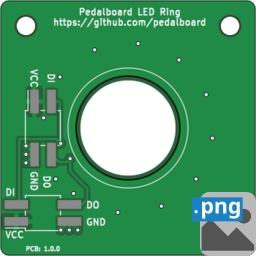 Pedalboard LED Ring
https://github.com/pedalboard
VCC
DI
GND
DO
DI
DO
VCC
GND
PCB: 1.0.0
.png